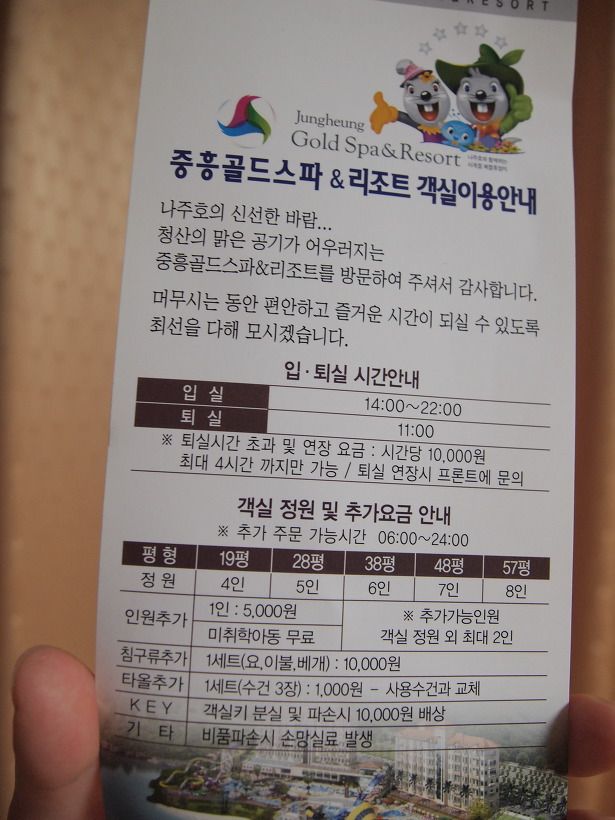 RESORT
Jungheung
Gold Spa&Resort
나주호와 함께하는
사계절 복합휴양지
중흥골드스파 & 리조트 객실이용안내
나주호의 신선한 바람...
청산의 맑은 공기가 어우러지는
중흥골드스파&리조트를 방문하여 주셔서 감사합니다.
머무시는 동안 편안하고 즐거운 시간이 되실 수 있도록
최선을 다해 모시겠습니다.
입 · 퇴실 시간안내
입 실 14:00~22:00
퇴 실 11:00
※ 퇴실시간 초과 및 연장 요금 : 시간당 10,000원
최대 4시간 까지만 가능 / 퇴실 연장시 프론트에 문의
객실 정원 및 추가요금 안내
※ 추가 주문 가능시간 06:00~24:00
평 형 19평 28평 38평 48평 57평
정 원 4인 5인 6인 7인 8인
인원추가 1인 : 5,000원 ※ 추가가능인원
미취학아동 무료 객실 정원 외 최대 2인
침구류추가 1세트(요,이불,베개) : 10,000원
타올추가 1세트(수건 3장) : 1,000원 - 사용수건과 교체
KEY 객실키 분실 및 파손시 10,000원 배상
기 타 비품파손시 손망실료 발생